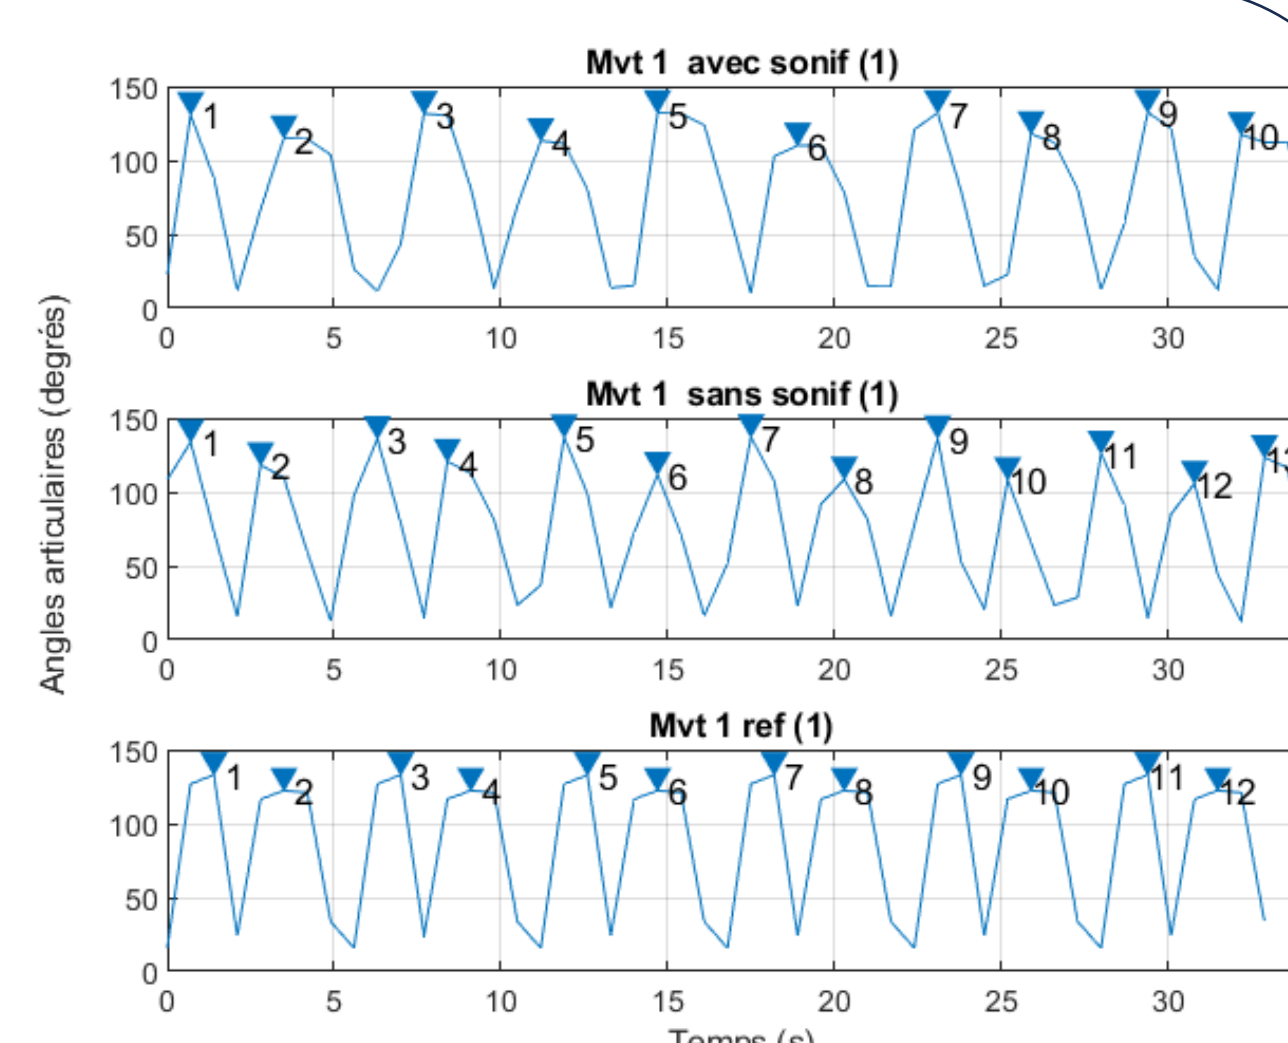 Mvt 1 avec sonif (1)
150
100
50
0
1 2 3 4 5 6 7 8 9 10
0 5 10 15 20 25 30
Angles articulaires (degrés)
Mvt 1 sans sonif (1)
150
100
50
0
1 2 3 4 5 6 7 8 9 10 11 12
0 5 10 15 20 25 30
Mvt 1 ref (1)
150
100
50
0
1 2 3 4 5 6 7 8 9 10 11 12
0 5 10 15 20 25 30
Temps (s)